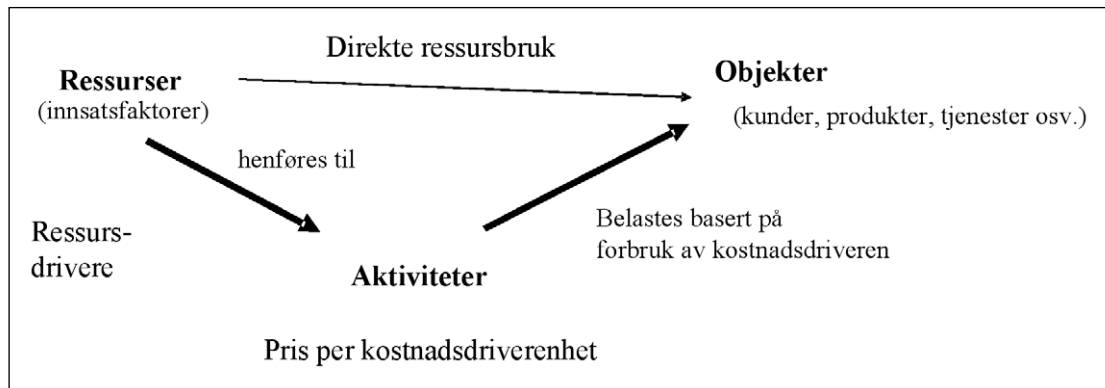 Direkte ressursbruk
Ressurser
(innsatsfaktorer)
Objekter
(kunder, produkter, tjenester osv.)
henføres til
Ressurs-
drivere
Belastes basert på
forbruk av kostnadsdriveren
Aktiviteter
Pris per kostnadsdriverenhet